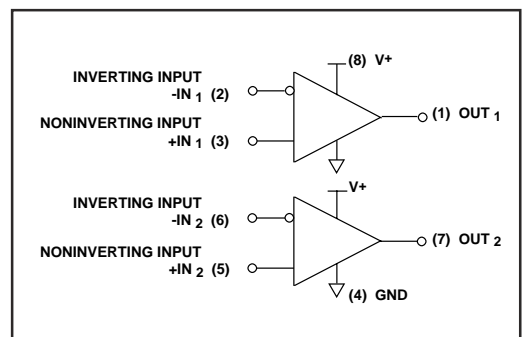 (8) V+
INVERTING INPUT
-IN 1 (2)
(1) OUT 1
NONINVERTING INPUT
+IN 1 (3)
V+
INVERTING INPUT
-IN 2 (6)
(7) OUT 2
NONINVERTING INPUT
+IN 2 (5)
(4) GND